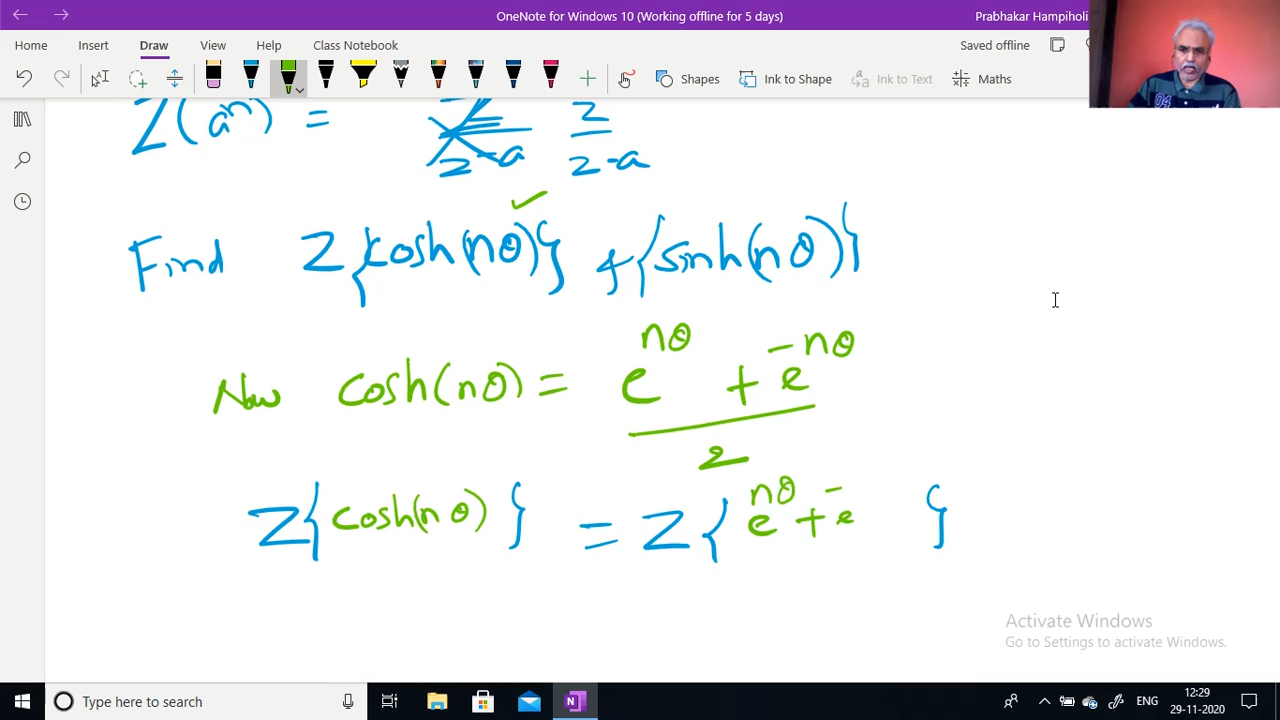 OneNote for Windows 10 (Working offline for 5 days)
Prabhakar Hampiholi
Home Insert Draw View Help Class Notebook
Saved offline
Shapes Ink to Shape Ink to Text Maths
Z(aⁿ) = z/z-a z/z-a
Find Z{cosh(nθ)} & {sinh(nθ)}
Now cosh(nθ) = e^nθ + e^-nθ
2
Z{cosh(nθ)} = Z{e^nθ + e^- }
Activate Windows
Go to Settings to activate Windows.
Type here to search
ENG
12:29
29-11-2020
04